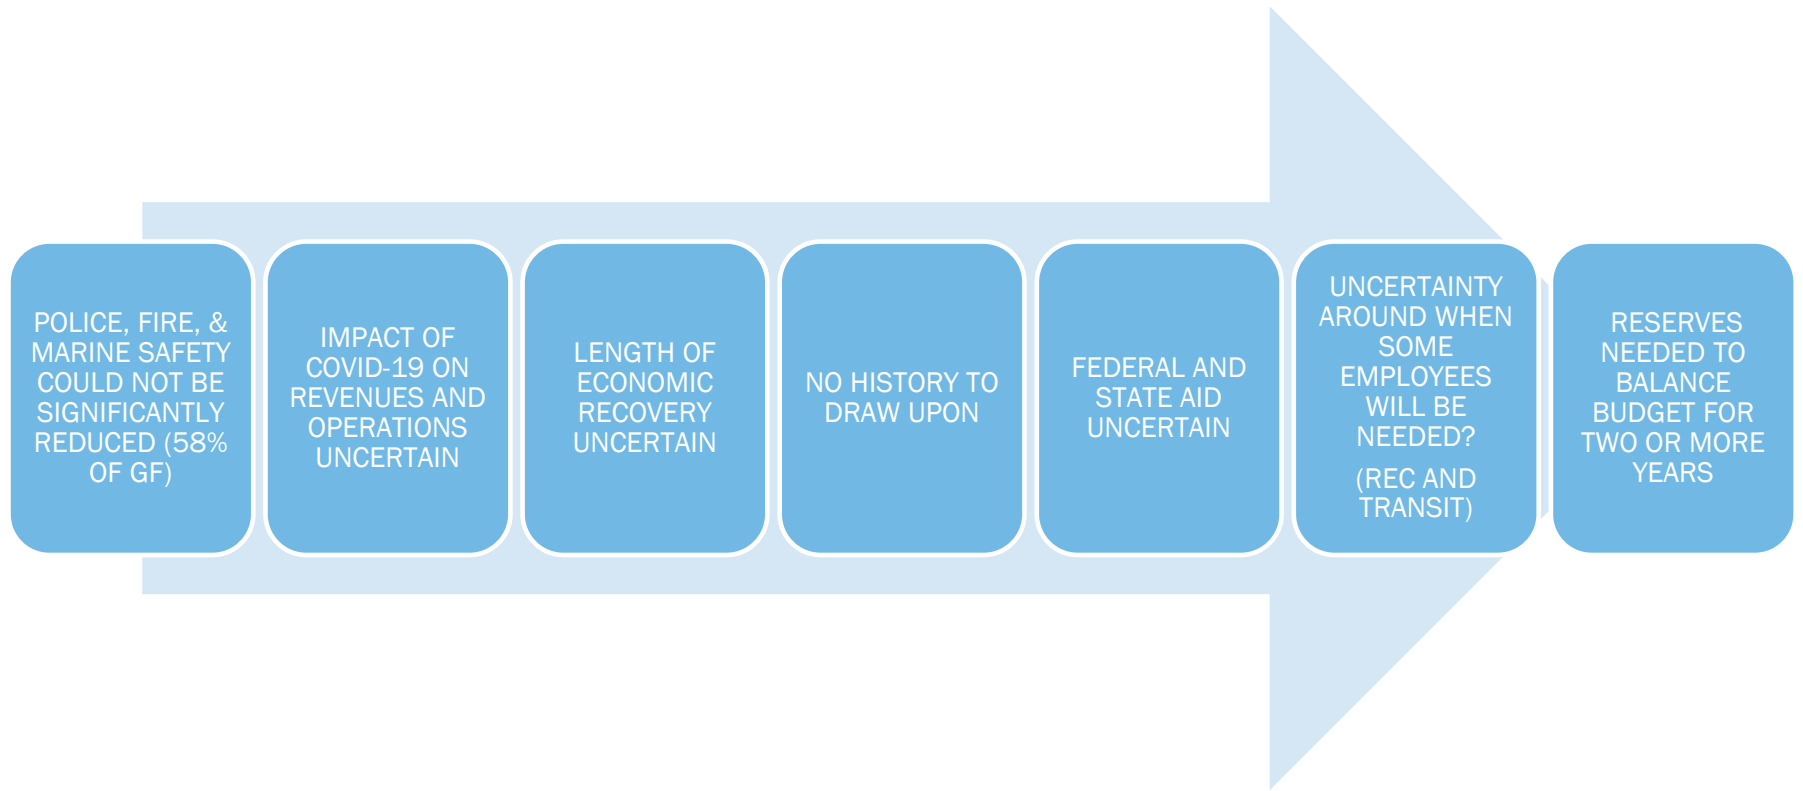 POLICE, FIRE, &
MARINE SAFETY
COULD NOT BE
SIGNIFICANTLY
REDUCED (58%
OF GF)
IMPACT OF
COVID-19 ON
REVENUES AND
OPERATIONS
UNCERTAIN
LENGTH OF
ECONOMIC
RECOVERY
UNCERTAIN
NO HISTORY TO
DRAW UPON
FEDERAL AND
STATE AID
UNCERTAIN
UNCERTAINTY
AROUND WHEN
SOME
EMPLOYEES
WILL BE
NEEDED?
(REC AND
TRANSIT)
RESERVES
NEEDED TO
BALANCE
BUDGET FOR
TWO OR MORE
YEARS